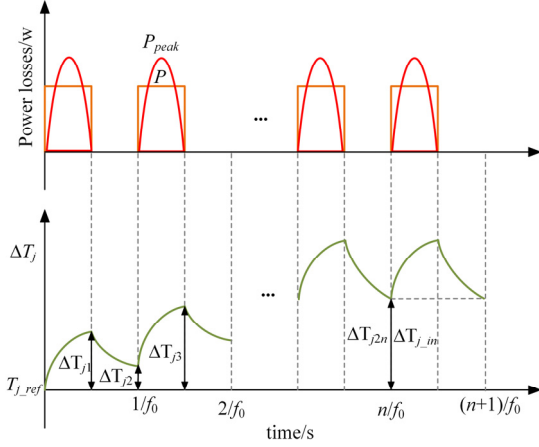 Power losses/w
P_peak
P
...
ΔT_j
...
ΔT_j1
ΔT_j2
ΔT_j3
ΔT_j2n
ΔT_j_in
T_j_ref
1/f_0
2/f_0
n/f_0
(n+1)/f_0
time/s